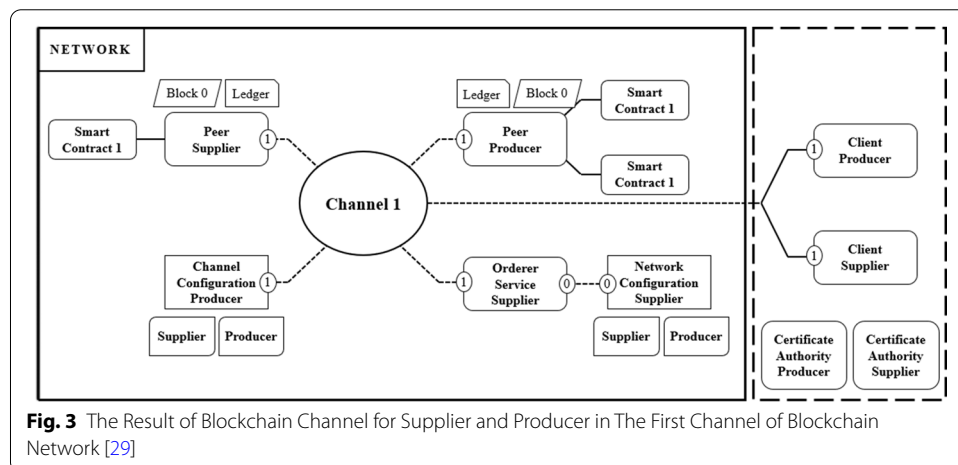 NETWORK
Block 0
Ledger
Smart
Contract 1
Peer
Supplier
1
Ledger
Block 0
1
Peer
Producer
Smart
Contract 1
Smart
Contract 1
Channel 1
1
Client
Producer
1
Client
Supplier
Channel
Configuration
Producer
1
Supplier
Producer
1
Orderer
Service
Supplier
0
0
Network
Configuration
Supplier
Supplier
Producer
Certificate
Authority
Producer
Certificate
Authority
Supplier
Fig. 3 The Result of Blockchain Channel for Supplier and Producer in The First Channel of Blockchain
Network [29]